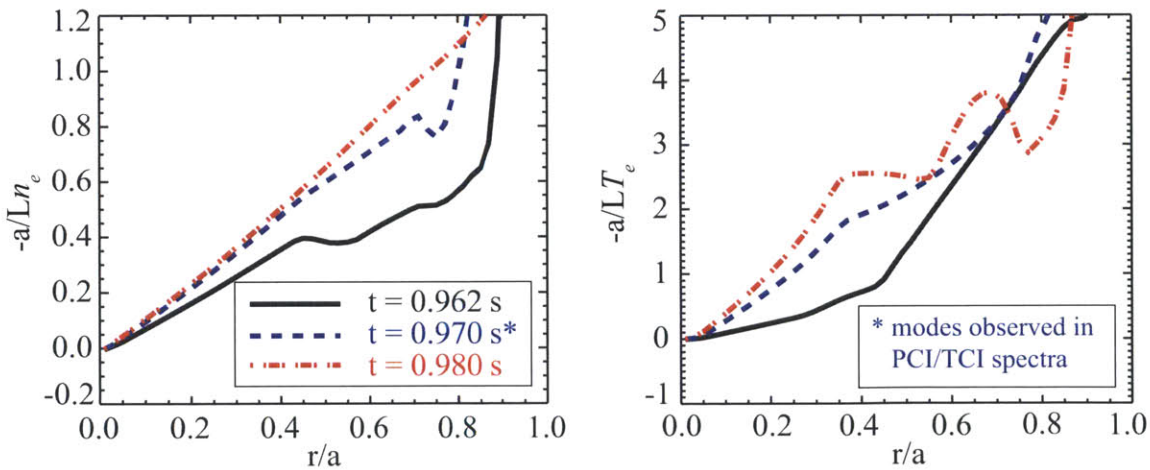 -a/Lnₑ
1.2
1.0
0.8
0.6
0.4
0.2
0.0
-0.2
0.0 0.2 0.4 0.6 0.8 1.0
r/a
t = 0.962 s
t = 0.970 s*
t = 0.980 s
-a/LTₑ
5
4
3
2
1
0
-1
0.0 0.2 0.4 0.6 0.8 1.0
r/a
* modes observed in
PCI/TCI spectra